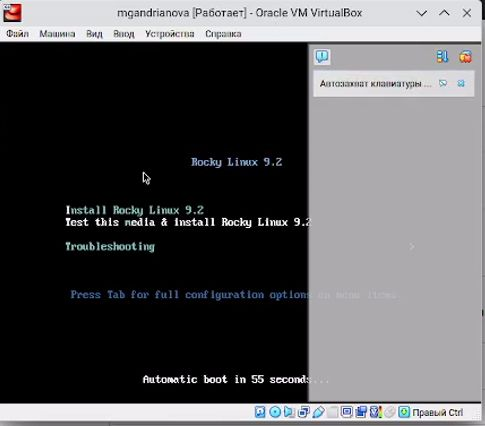 mgandrianova [Работает] - Oracle VM VirtualBox
Файл Машина Вид Ввод Устройства Справка
Автозахват клавиатуры ...
Rocky Linux 9.2
Install Rocky Linux 9.2
Test this media & install Rocky Linux 9.2
Troubleshooting
Press Tab for full configuration options on menu items.
Automatic boot in 55 seconds...
Правый Ctrl